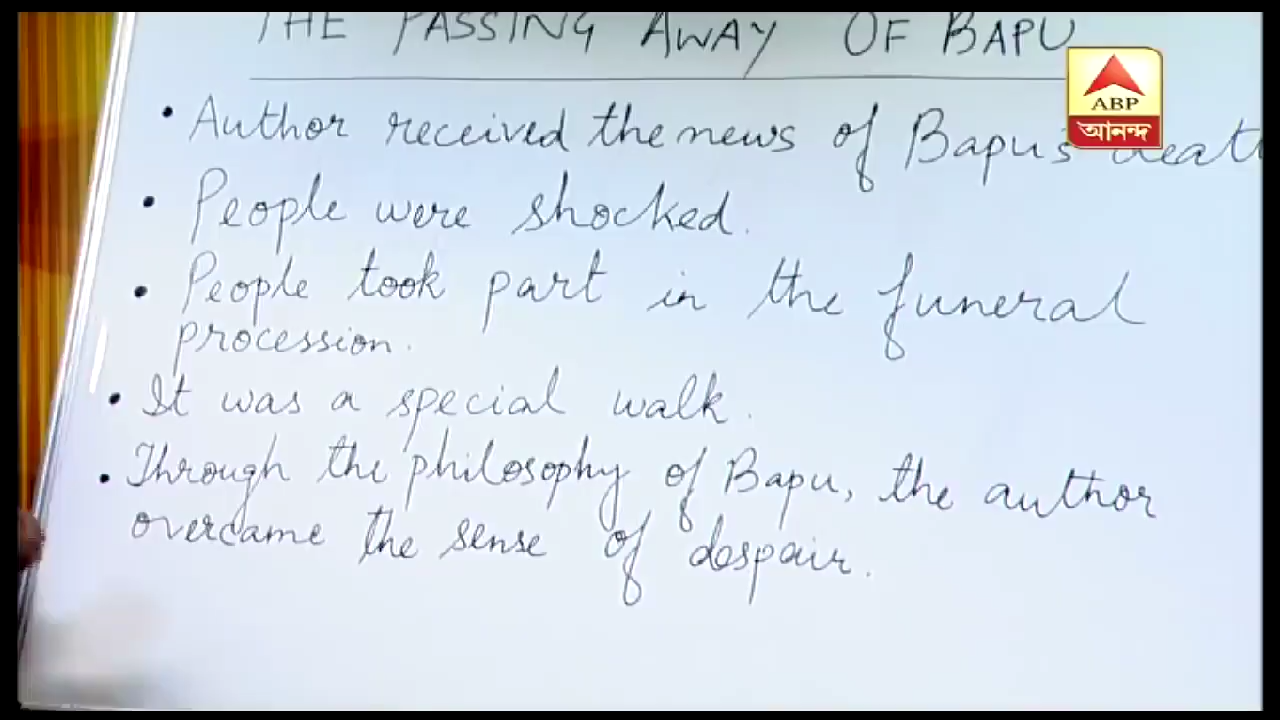 THE PASSING AWAY OF BAPU
ABP
আনন্দ
• Author received the news of Bapu's
• People were shocked.
• People took part in the funeral
procession.
• It was a special walk.
• Through the philosophy of Bapu, the author
overcame the sense of despair.